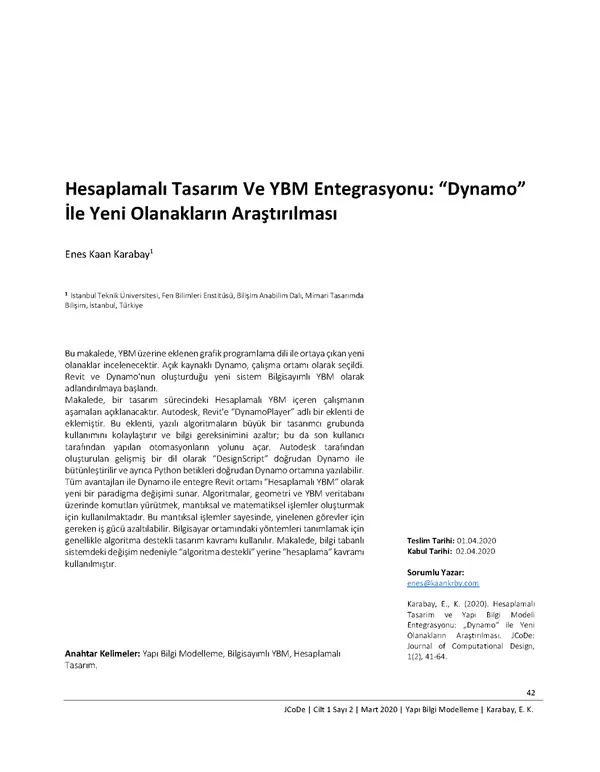 Hesaplamalı Tasarım Ve YBM Entegrasyonu: “Dynamo”
İle Yeni Olanakların Araştırılması
Enes Kaan Karabay¹
¹ İstanbul Teknik Üniversitesi, Fen Bilimleri Enstitüsü, Bilişim Anabilim Dalı, Mimari Tasarımda
Bilişim, İstanbul, Türkiye
Bu makalede, YBM üzerine eklenen grafik programlama dili ile ortaya çıkan yeni
olanaklar incelenecektir. Açık kaynaklı Dynamo, çalışma ortamı olarak seçildi.
Revit ve Dynamo'nun oluşturduğu yeni sistem Bilgisayımlı YBM olarak
adlandırılmaya başlandı.
Makalede, bir tasarım sürecindeki Hesaplamalı YBM içeren çalışmanın
aşamaları açıklanacaktır. Autodesk, Revit'e “DynamoPlayer” adlı bir eklenti de
eklemiştir. Bu eklenti, yazılı algoritmaların büyük bir tasarımcı grubunda
kullanımını kolaylaştırır ve bilgi gereksinimini azaltır; bu da son kullanıcı
tarafından yapılan otomasyonların yolunu açar. Autodesk tarafından
oluşturulan gelişmiş bir dil olarak “DesignScript” doğrudan Dynamo ile
bütünleştirilir ve ayrıca Python betikleri doğrudan Dynamo ortamına yazılabilir.
Tüm avantajları ile Dynamo ile entegre Revit ortamı “Hesaplamalı YBM” olarak
yeni bir paradigma değişimi sunar. Algoritmalar, geometri ve YBM veritabanı
üzerinde komutları yürütmek, mantıksal ve matematiksel işlemler oluşturmak
için kullanılmaktadır. Bu mantıksal işlemler sayesinde, yinelenen görevler için
gereken iş gücü azaltılabilir. Bilgisayar ortamındaki yöntemleri tanımlamak için
genellikle algoritma destekli tasarım kavramı kullanılır. Makalede, bilgi tabanlı
sistemdeki değişim nedeniyle “algoritma destekli” yerine “hesaplama” kavramı
kullanılmıştır.
Teslim Tarihi: 01.04.2020
Kabul Tarihi: 02.04.2020
Sorumlu Yazar:
enes@kaankrby.com
Karabay, E., K. (2020). Hesaplamalı
Tasarım ve Yapı Bilgi Modeli
Entegrasyonu: „Dynamo” ile Yeni
Olanakların Araştırılması. JCoDe:
Journal of Computational Design,
1(2), 41-64.
Anahtar Kelimeler: Yapı Bilgi Modelleme, Bilgisayımlı YBM, Hesaplamalı
Tasarım.
42
JCoDe | Cilt 1 Sayı 2 | Mart 2020 | Yapı Bilgi Modelleme | Karabay, E. K.